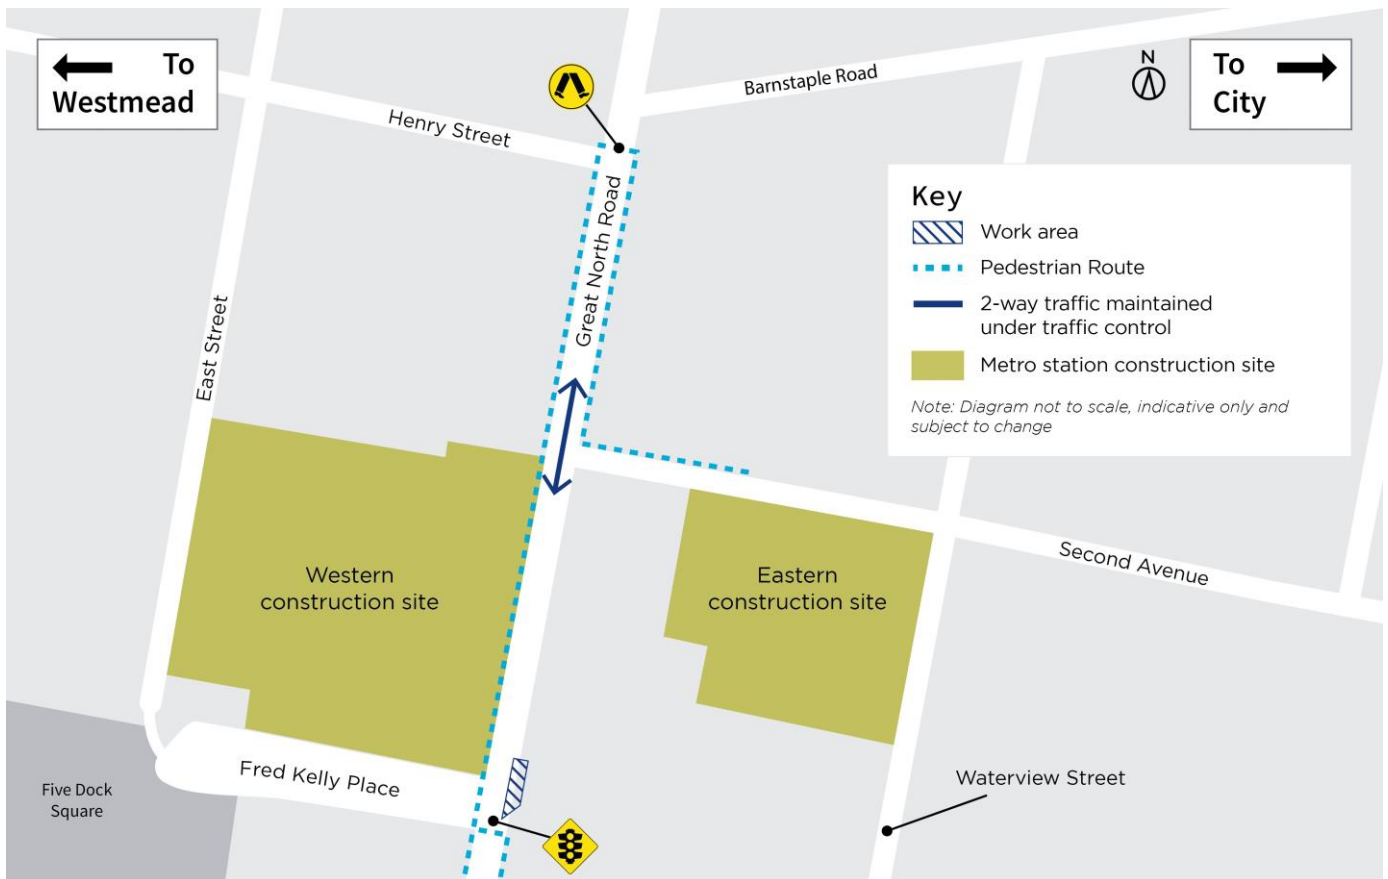 To
Westmead
Henry Street
Barnstaple Road
N
To
City
Key
Work area
Pedestrian Route
2-way traffic maintained
under traffic control
Metro station construction site
Note: Diagram not to scale, indicative only and
subject to change
Great North Road
East Street
Western
construction site
Eastern
construction site
Second Avenue
Fred Kelly Place
Five Dock
Square
Waterview Street